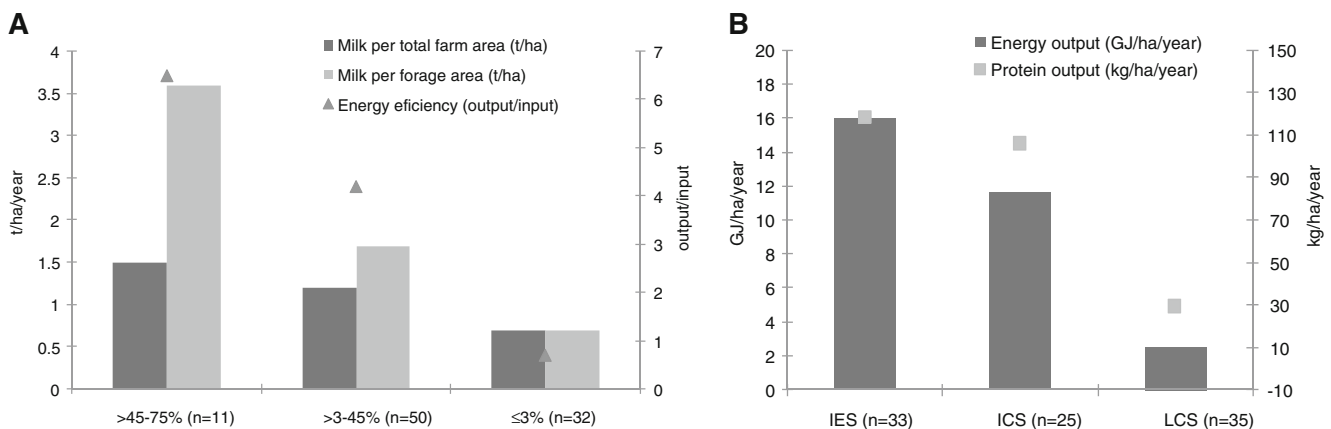 A
Milk per total farm area (t/ha)
Milk per forage area (t/ha)
Energy eficiency (output/input)
4
3.5
3
2.5
2
1.5
1
0.5
0
t/ha/year
7
6
5
4
3
2
1
0
output/input
>45-75% (n=11)
>3-45% (n=50)
≤3% (n=32)
B
Energy output (GJ/ha/year)
Protein output (kg/ha/year)
20
18
16
14
12
10
8
6
4
2
0
GJ/ha/year
150
130
110
90
70
50
30
10
-10
kg/ha/year
IES (n=33)
ICS (n=25)
LCS (n=35)